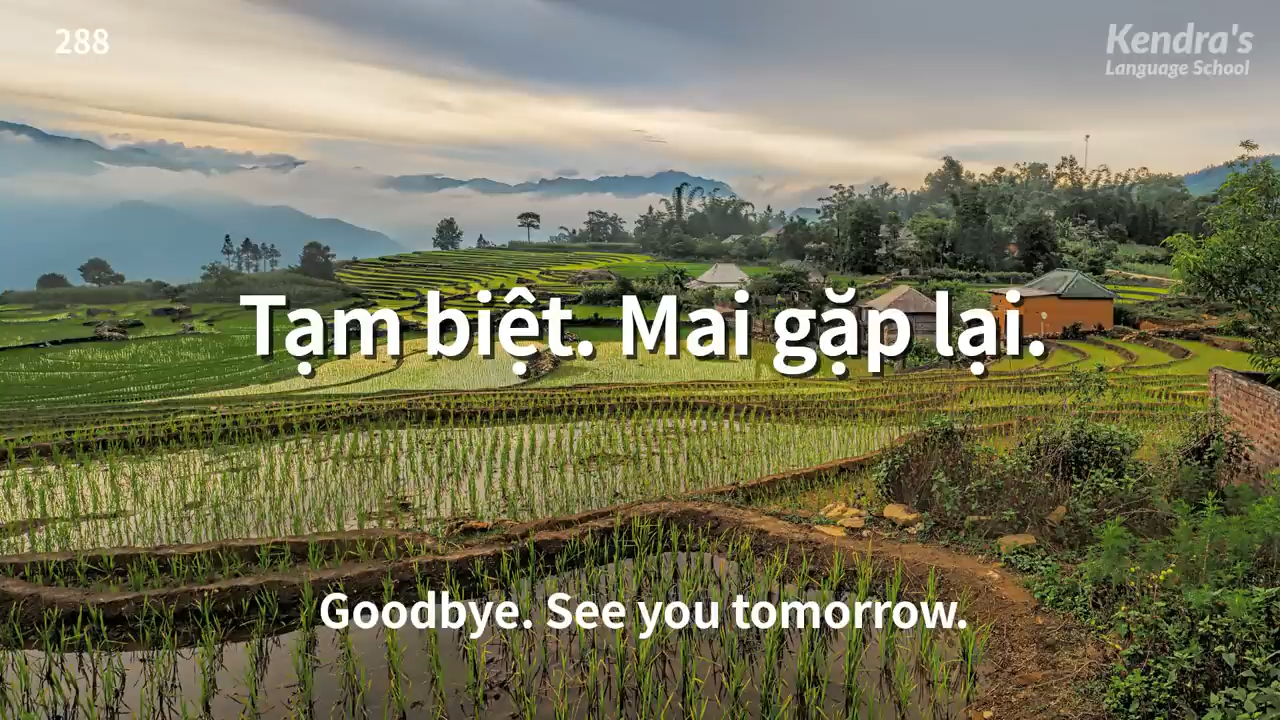 288
Kendra's
Language School
Tạm biệt. Mai gặp lại.
Goodbye. See you tomorrow.